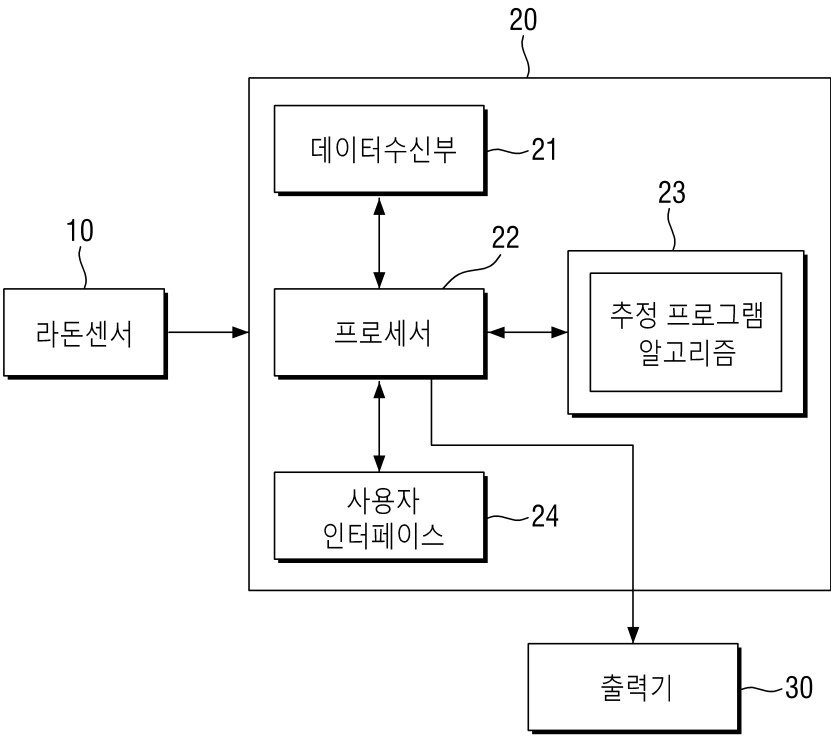 20
데이터수신부
21
23
10
22
라돈센서
프로세서
추정 프로그램
알고리즘
사용자
인터페이스
24
출력기
30